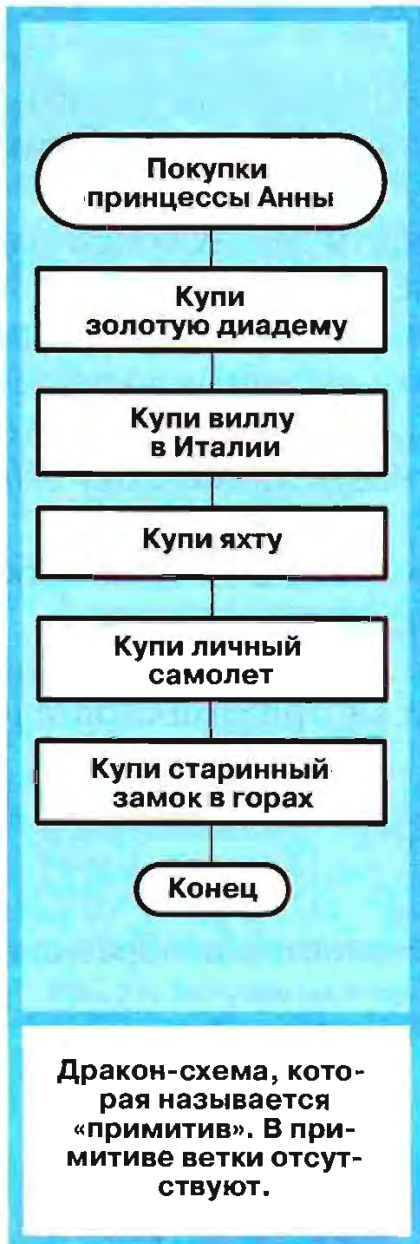 Покупки
принцессы Анны
Купи
золотую диадему
Купи виллу
в Италии
Купи яхту
Купи личный
самолет
Купи старинный
замок в горах
Конец
Дракон-схема, кото-
рая называется
«примитив». В при-
митиве ветки отсут-
ствуют.